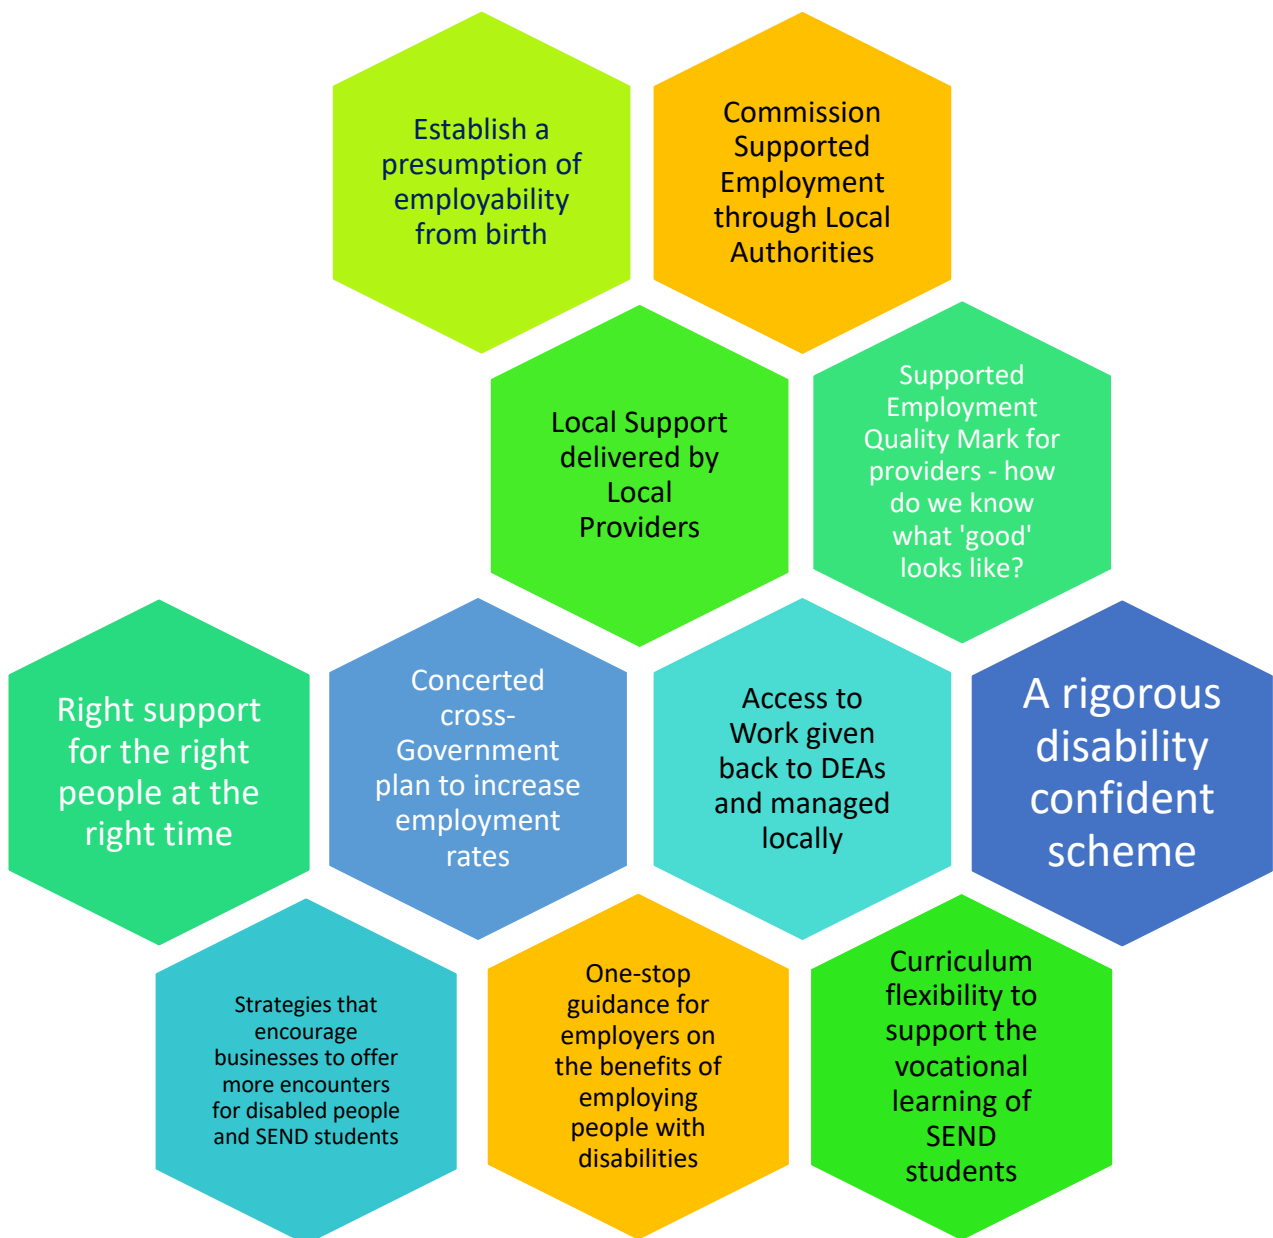 Establish a
presumption of
employability
from birth
Commission
Supported
Employment
through Local
Authorities
Local Support
delivered by
Local
Providers
Supported
Employment
Quality Mark for
providers - how
do we know
what 'good'
looks like?
Right support
for the right
people at the
right time
Concerted
cross-
Government
plan to increase
employment
rates
Access to
Work given
back to DEAs
and managed
locally
A rigorous
disability
confident
scheme
Strategies that
encourage
businesses to offer
more encounters
for disabled people
and SEND students
One-stop
guidance for
employers on
the benefits of
employing
people with
disabilities
Curriculum
flexibility to
support the
vocational
learning of
SEND
students